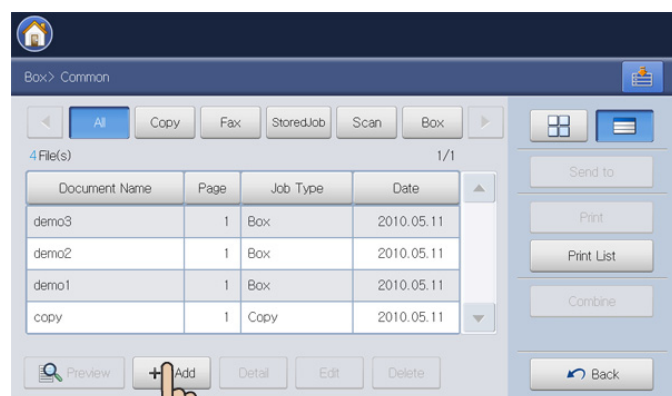 Box> Common
All Copy Fax StoredJob Scan Box
4 File(s) 1/1
Send to
Document Name Page Job Type Date
demo3 1 Box 2010.05.11
Print
demo2 1 Box 2010.05.11
Print List
demo1 1 Box 2010.05.11
Combine
copy 1 Copy 2010.05.11
Preview + Add Detail Edit Delete
Back